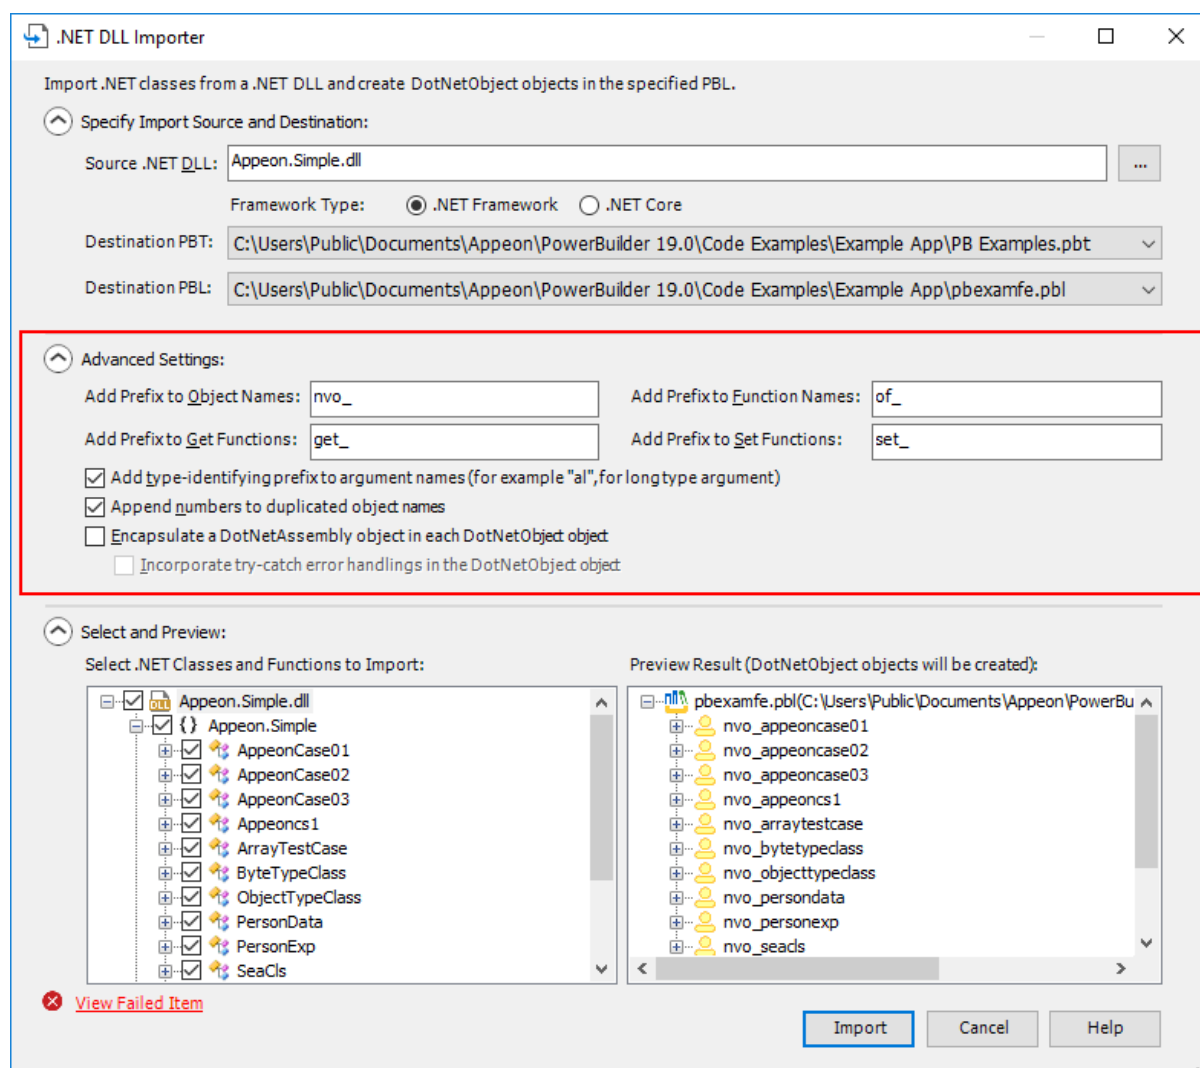 .NET DLL Importer
Import .NET classes from a .NET DLL and create DotNetObject objects in the specified PBL.
Specify Import Source and Destination:
Source .NET DLL: Appeon.Simple.dll ...
Framework Type: .NET Framework .NET Core
Destination PBT: C:\Users\Public\Documents\Appeon\PowerBuilder 19.0\Code Examples\Example App\PB Examples.pbt
Destination PBL: C:\Users\Public\Documents\Appeon\PowerBuilder 19.0\Code Examples\Example App\pbexamfe.pbl
Advanced Settings:
Add Prefix to Object Names: nvo_ Add Prefix to Function Names: of_
Add Prefix to Get Functions: get_ Add Prefix to Set Functions: set_
Add type-identifying prefix to argument names (for example "al", for long type argument)
Append numbers to duplicated object names
Encapsulate a DotNetAssembly object in each DotNetObject object
Incorporate try-catch error handlings in the DotNetObject object
Select and Preview:
Select .NET Classes and Functions to Import:
DLL Appeon.Simple.dll
{} Appeon.Simple
AppeonCase01
AppeonCase02
AppeonCase03
Appeoncs1
ArrayTestCase
ByteTypeClass
ObjectTypeClass
PersonData
PersonExp
SeaCls
Preview Result (DotNetObject objects will be created):
pbexamfe.pbl(C:\Users\Public\Documents\Appeon\PowerBu
nvo_appeoncase01
nvo_appeoncase02
nvo_appeoncase03
nvo_appeoncs1
nvo_arraytestcase
nvo_bytetypeclass
nvo_objecttypeclass
nvo_persondata
nvo_personexp
nvo_seacls
View Failed Item
Import Cancel Help